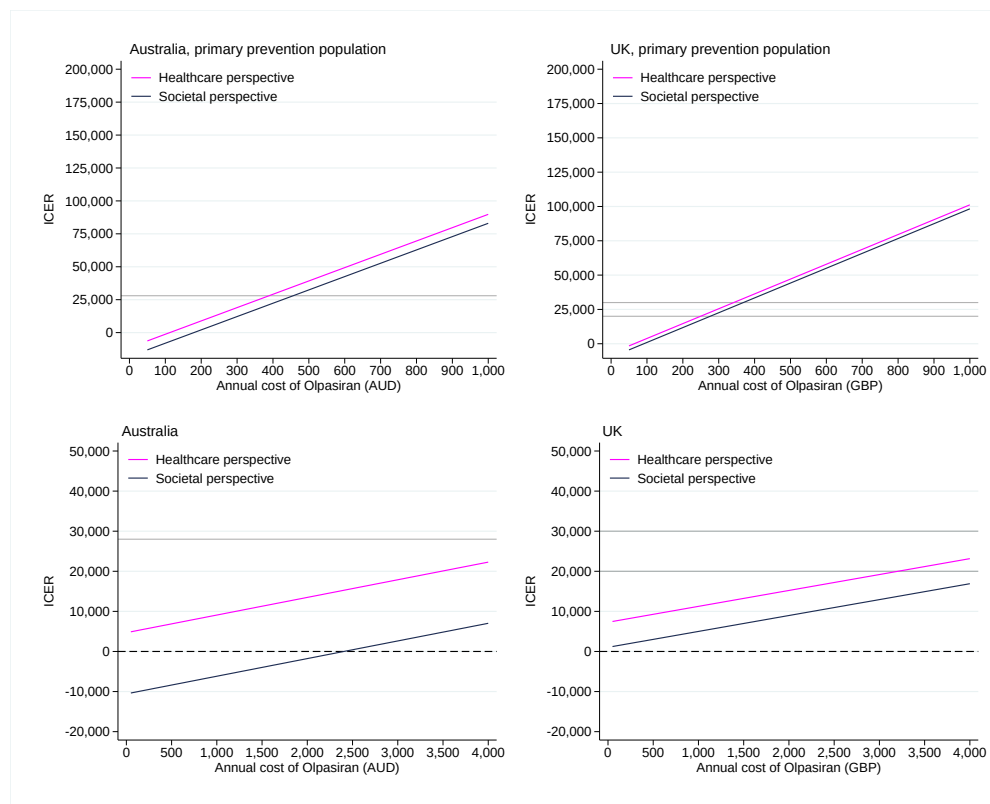 Australia, primary prevention population
200,000
175,000
150,000
125,000
100,000
75,000
50,000
25,000
0
ICER
Healthcare perspective
Societal perspective
0 100 200 300 400 500 600 700 800 900 1,000
Annual cost of Olpasiran (AUD)
UK, primary prevention population
200,000
175,000
150,000
125,000
100,000
75,000
50,000
25,000
0
ICER
Healthcare perspective
Societal perspective
0 100 200 300 400 500 600 700 800 900 1,000
Annual cost of Olpasiran (GBP)
Australia
50,000
40,000
30,000
20,000
10,000
0
-10,000
-20,000
ICER
Healthcare perspective
Societal perspective
0 500 1,000 1,500 2,000 2,500 3,000 3,500 4,000
Annual cost of Olpasiran (AUD)
UK
50,000
40,000
30,000
20,000
10,000
0
-10,000
-20,000
ICER
Healthcare perspective
Societal perspective
0 500 1,000 1,500 2,000 2,500 3,000 3,500 4,000
Annual cost of Olpasiran (GBP)